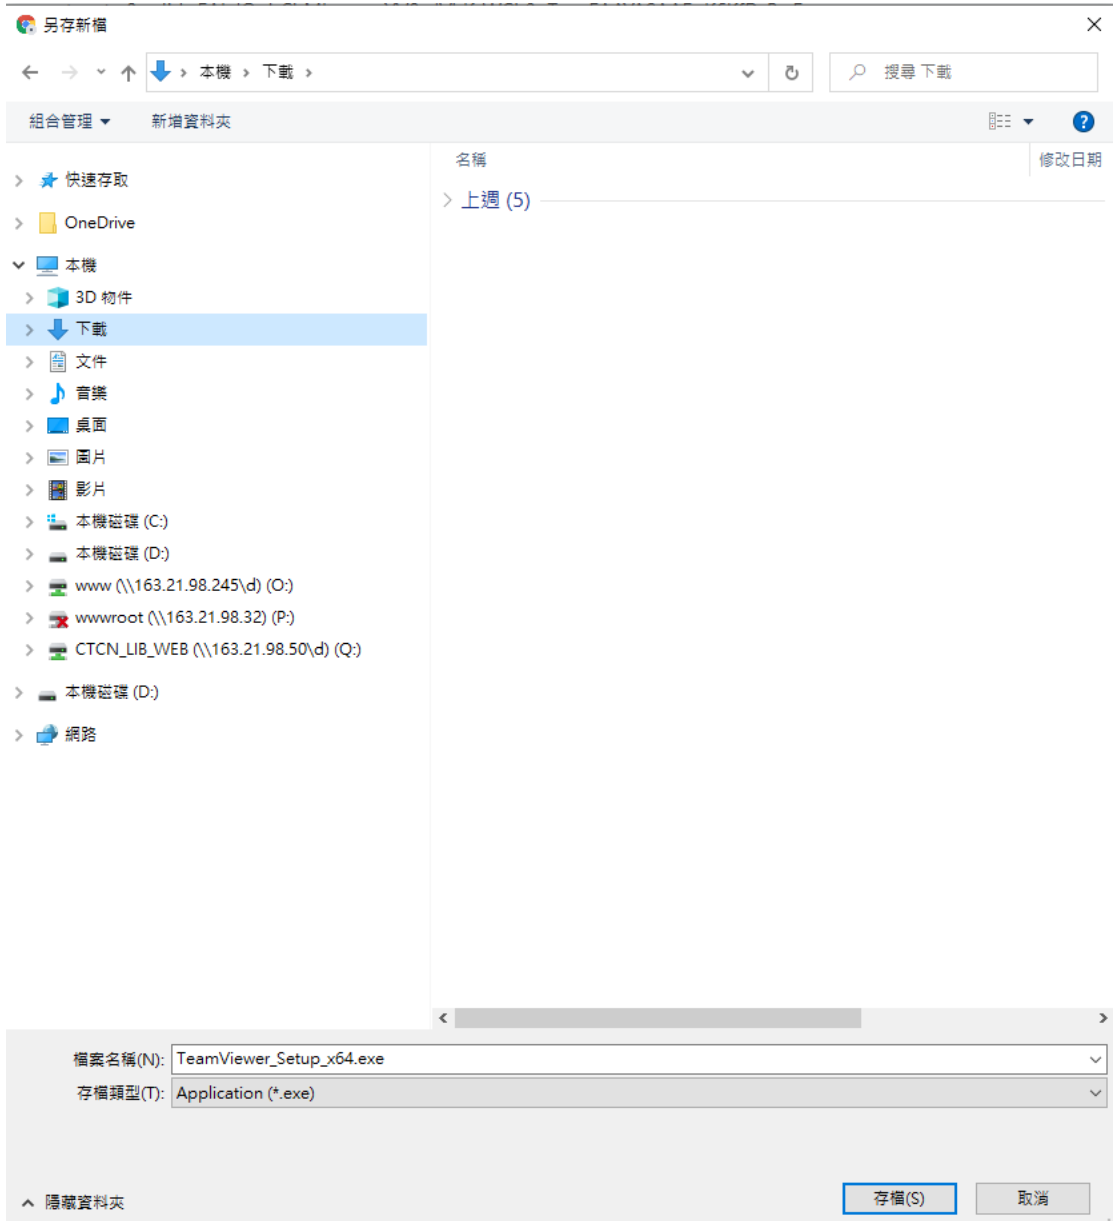 另存新檔
本機 › 下載 ›
搜尋 下載
組合管理
新增資料夾
名稱
修改日期
快速存取
上週 (5)
OneDrive
本機
3D 物件
下載
文件
音樂
桌面
圖片
影片
本機磁碟 (C:)
本機磁碟 (D:)
www (\\163.21.98.245\d) (O:)
wwwroot (\\163.21.98.32) (P:)
CTCN_LIB_WEB (\\163.21.98.50\d) (Q:)
本機磁碟 (D:)
網路
檔案名稱(N): TeamViewer_Setup_x64.exe
存檔類型(T): Application (*.exe)
隱藏資料夾
存檔(S)
取消